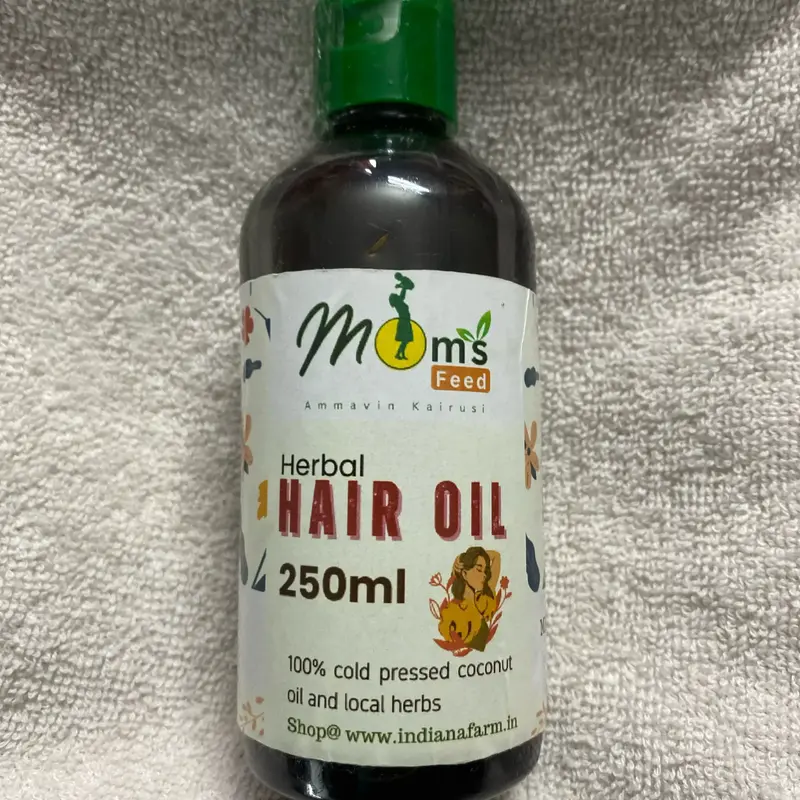 Moms
Feed
Ammavin Kairusi
Herbal
HAIR OIL
250ml
100% cold pressed coconut
oil and local herbs
Shop@ www.indianafarm.in